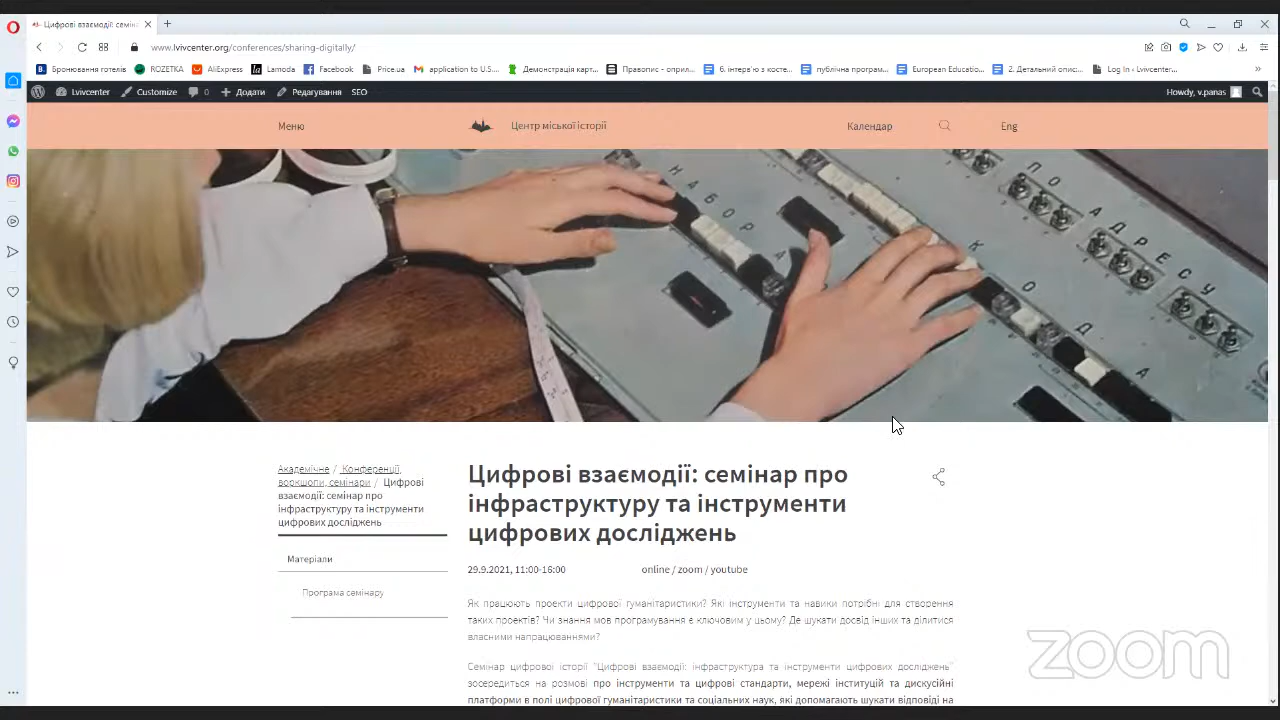 Цифрові взаємодії: семін
www.lvivcenter.org/conferences/sharing-digitally/
Бронювання готелів
ROZETKA
AliExpress
Lamoda
Facebook
Price.ua
application to U.S....
Демонстрація карт...
Правопис - оприл...
6. інтерв'ю з косте...
публічна програм...
European Educatio...
2. Детальний опис:...
Log In ‹ Lvivcenter...
Lvivcenter
Customize
0
Додати
Редагування
SEO
Howdy, v.panas
Меню
Центр міської історії
Календар
Eng
НАБОРА
КОДА
ПО АДРЕСУ
Академічне / Конференції,
воркшопи, семінари / Цифрові
взаємодії: семінар про
інфраструктуру та інструменти
цифрових досліджень
Матеріали
Програма семінару
Цифрові взаємодії: семінар про
інфраструктуру та інструменти
цифрових досліджень
29.9.2021, 11:00-16:00
online / zoom / youtube
Як працюють проекти цифрової гуманітаристики? Які інструменти та навики потрібні для створення
таких проектів? Чи знання мов програмування є ключовим у цьому? Де шукати досвід інших та ділитися
власними напрацюваннями?
Семінар цифрової історії "Цифрові взаємодії: інфраструктура та інструменти цифрових досліджень"
зосередиться на розмові про інструменти та цифрові стандарти, мережі інституцій та дискусійні
платформи в полі цифрової гуманітаристики та соціальних наук, які допомагають шукати відповіді на
zoom